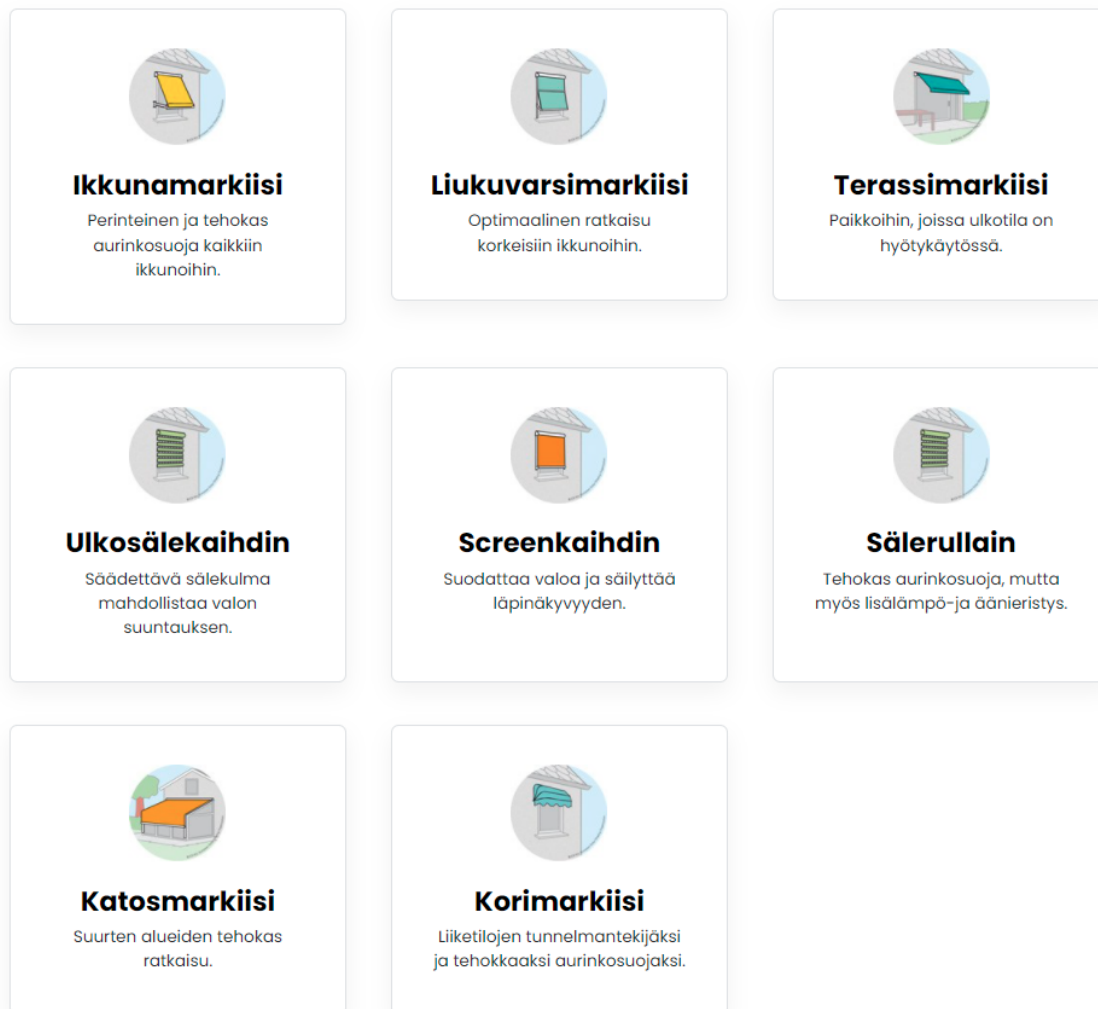 Ikkunamarkiisi
Perinteinen ja tehokas
aurinkosuoja kaikkiin
ikkunoihin.
Liukuvarsimarkiisi
Optimaalinen ratkaisu
korkeisiin ikkunoihin.
Terassimarkiisi
Paikkoihin, joissa ulkotila on
hyötykäytössä.
Ulkosälekaihdin
Säädettävä sälekulma
mahdollistaa valon
suuntauksen.
Screenkaihdin
Suodattaa valoa ja säilyttää
läpinäkyvyyden.
Sälerullain
Tehokas aurinkosuoja, mutta
myös lisälämpö-ja äänieristys.
Katosmarkiisi
Suurten alueiden tehokas
ratkaisu.
Korimarkiisi
Liiketilojen tunnelmantekijäksi
ja tehokkaaksi aurinkosuojaksi.